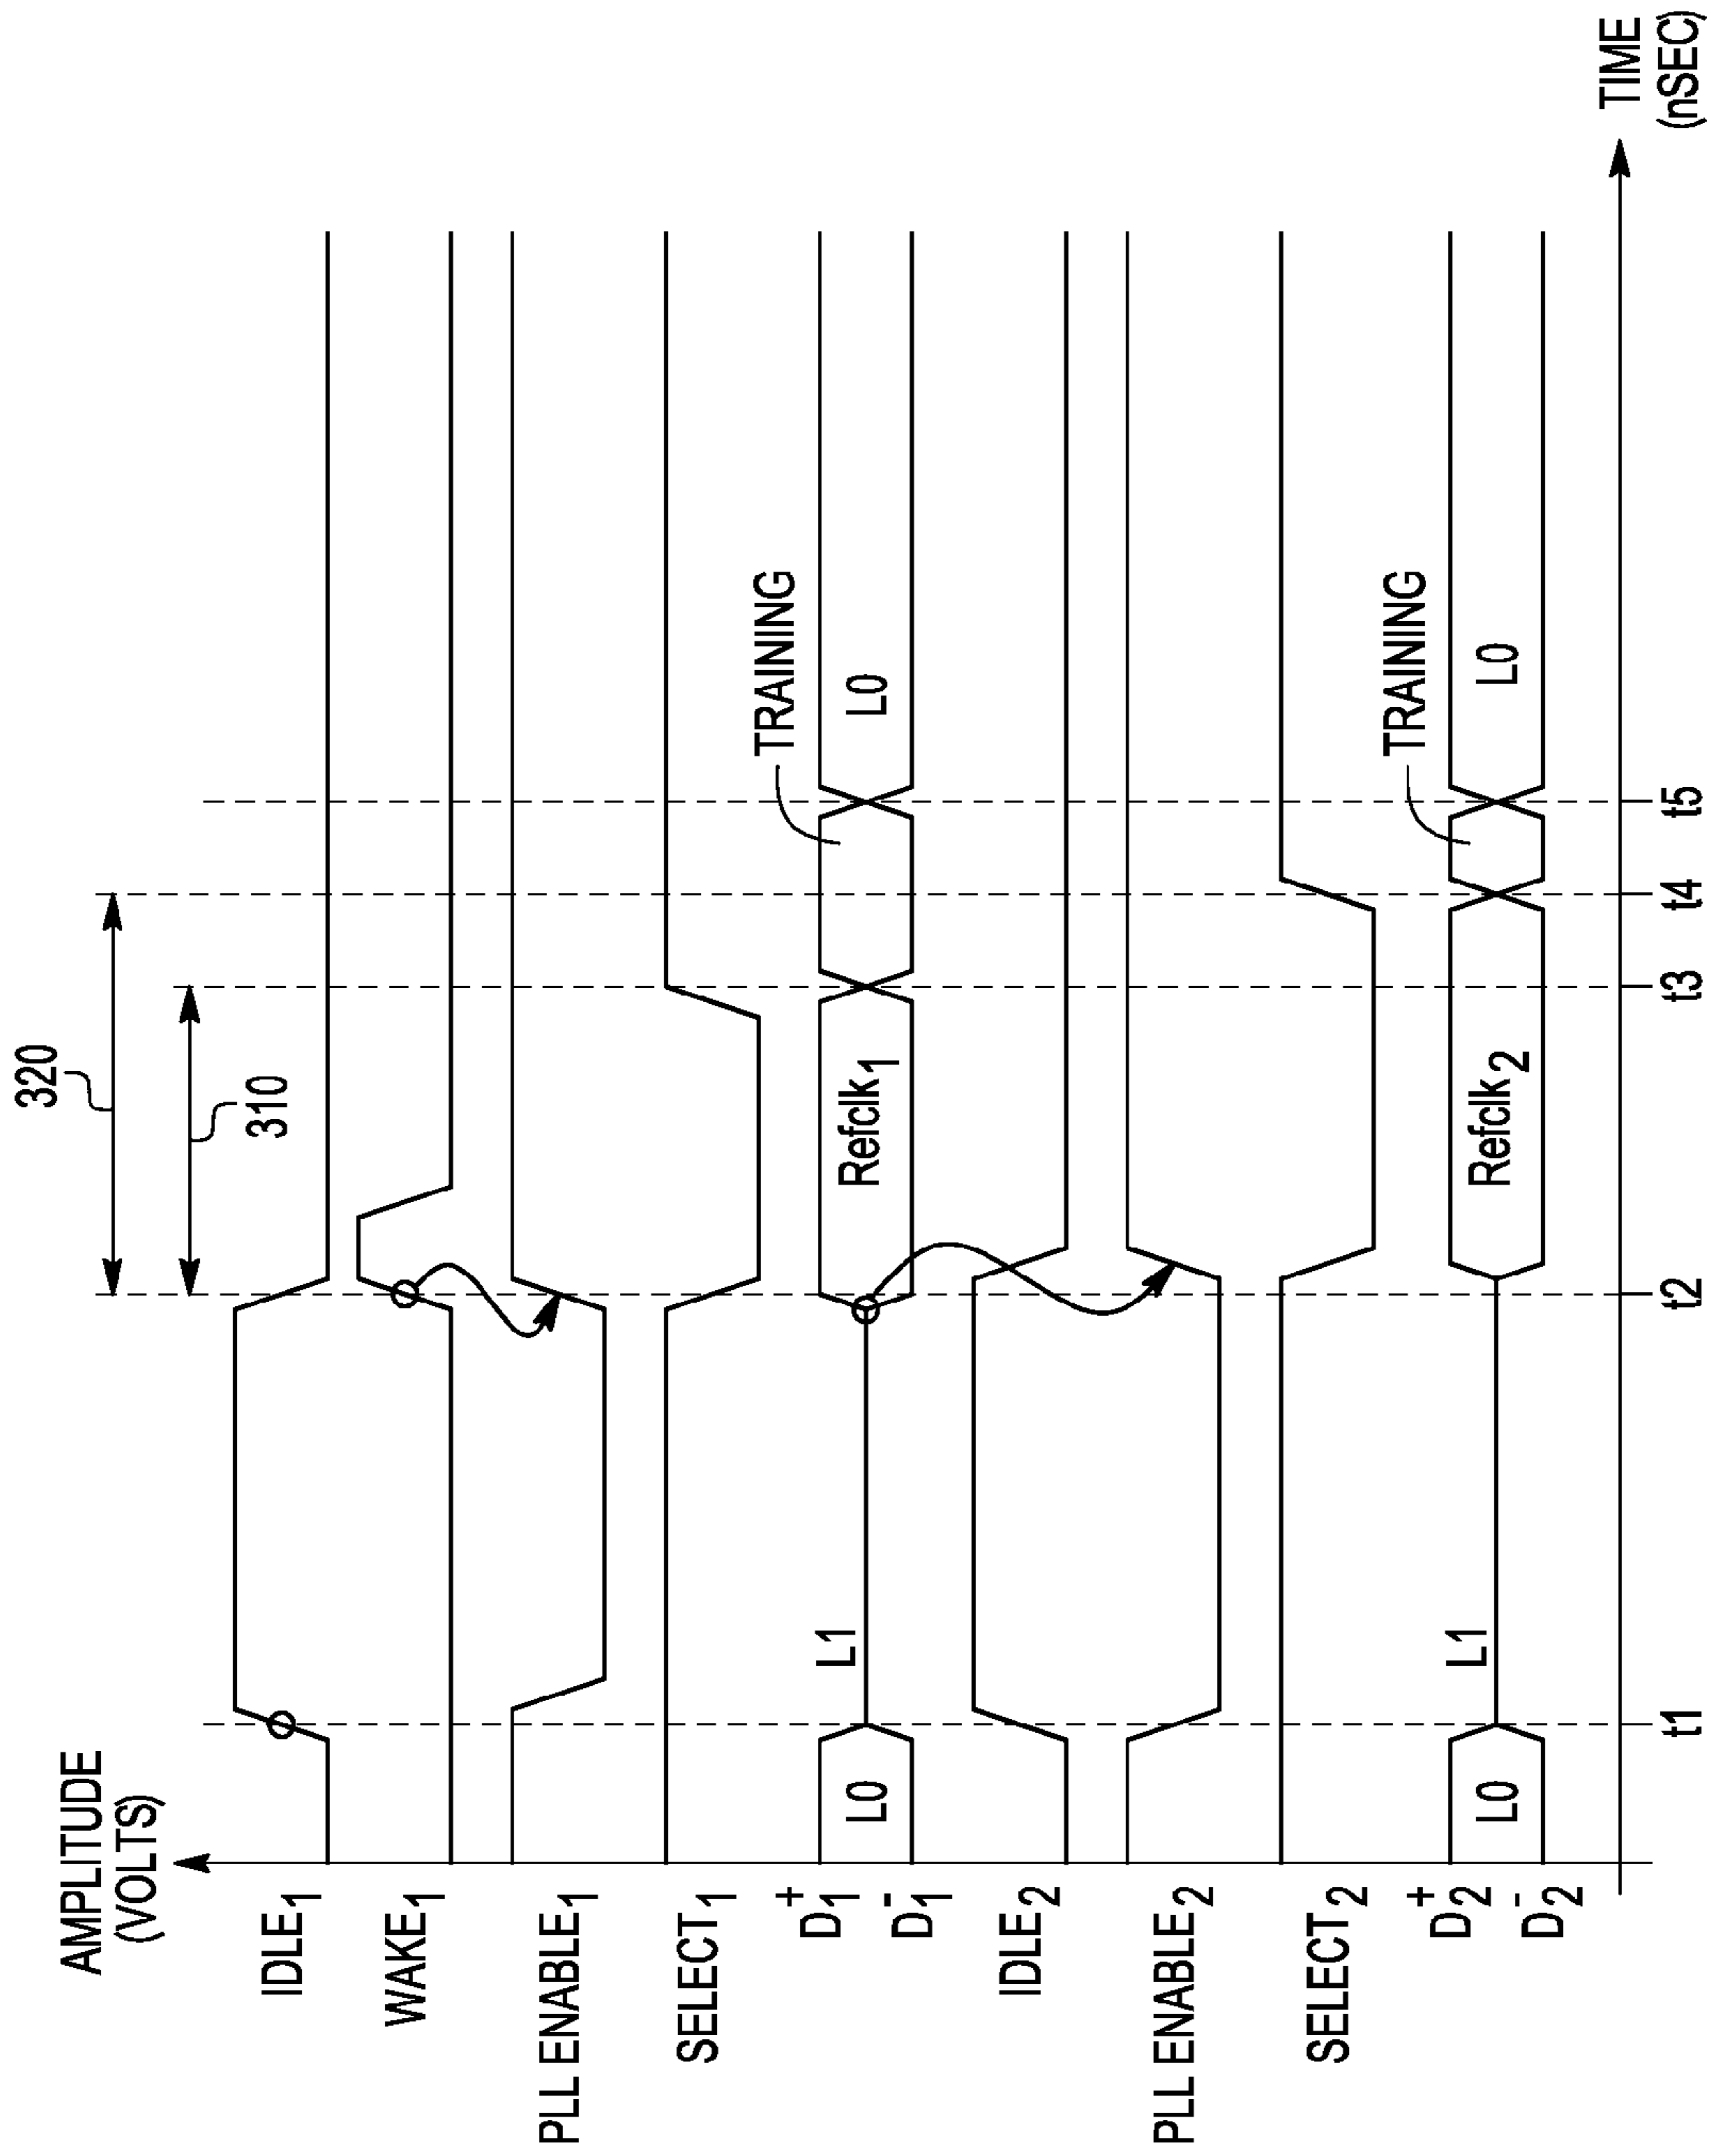 AMPLITUDE
(VOLTS)
320
310
IDLE1
WAKE1
PLL ENABLE1
SELECT1
TRAINING
D1+
L0 L1 Refclk1 L0
D1-
IDLE2
PLL ENABLE2
SELECT2
TRAINING
D2+
L0 L1 Refclk2 L0
D2-
t1 t2 t3 t4 t5
TIME
(nSEC)